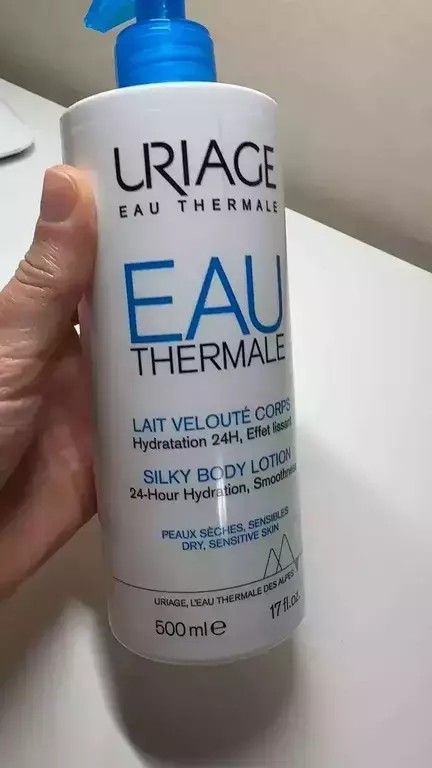 URIAGE
EAU THERMALE
EAU
THERMALE
LAIT VELOUTÉ CORPS
Hydratation 24H, Effet lissant
SILKY BODY LOTION
24-Hour Hydration, Smoothness
PEAUX SÈCHES, SENSIBLES
DRY, SENSITIVE SKIN
URIAGE, L'EAU THERMALE DES ALPES
500 ml e 17 fl.oz.